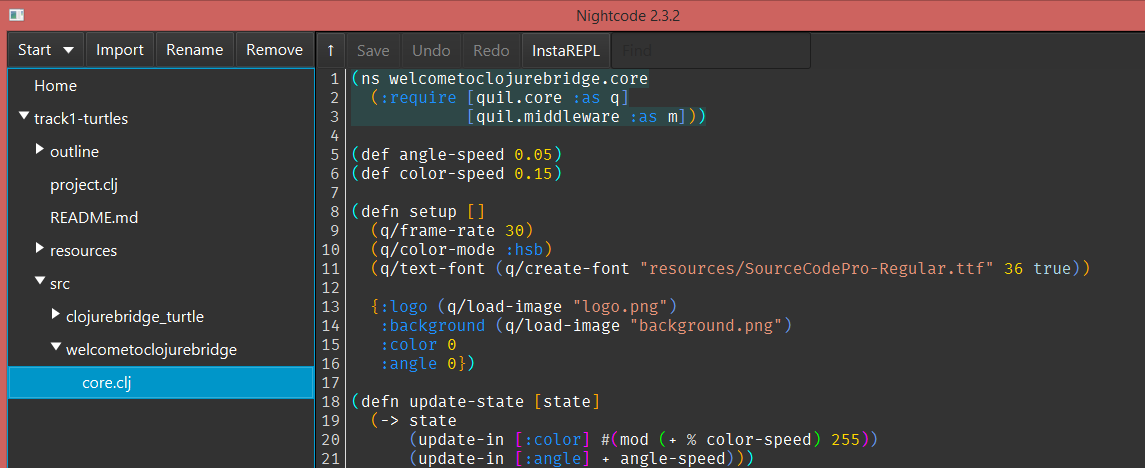 Nightcode 2.3.2
Start Import Rename Remove ↑ Save Undo Redo InstaREPL Find
Home
track1-turtles
outline
project.clj
README.md
resources
src
clojurebridge_turtle
welcometoclojurebridge
core.clj
1 (ns welcometoclojurebridge.core
2   (:require [quil.core :as q]
3             [quil.middleware :as m]))
4
5 (def angle-speed 0.05)
6 (def color-speed 0.15)
7
8 (defn setup []
9   (q/frame-rate 30)
10   (q/color-mode :hsb)
11   (q/text-font (q/create-font "resources/SourceCodePro-Regular.ttf" 36 true))
12
13   {:logo (q/load-image "logo.png")
14    :background (q/load-image "background.png")
15    :color 0
16    :angle 0})
17
18 (defn update-state [state]
19   (-> state
20       (update-in [:color] #(mod (+ % color-speed) 255))
21       (update-in [:angle] + angle-speed)))